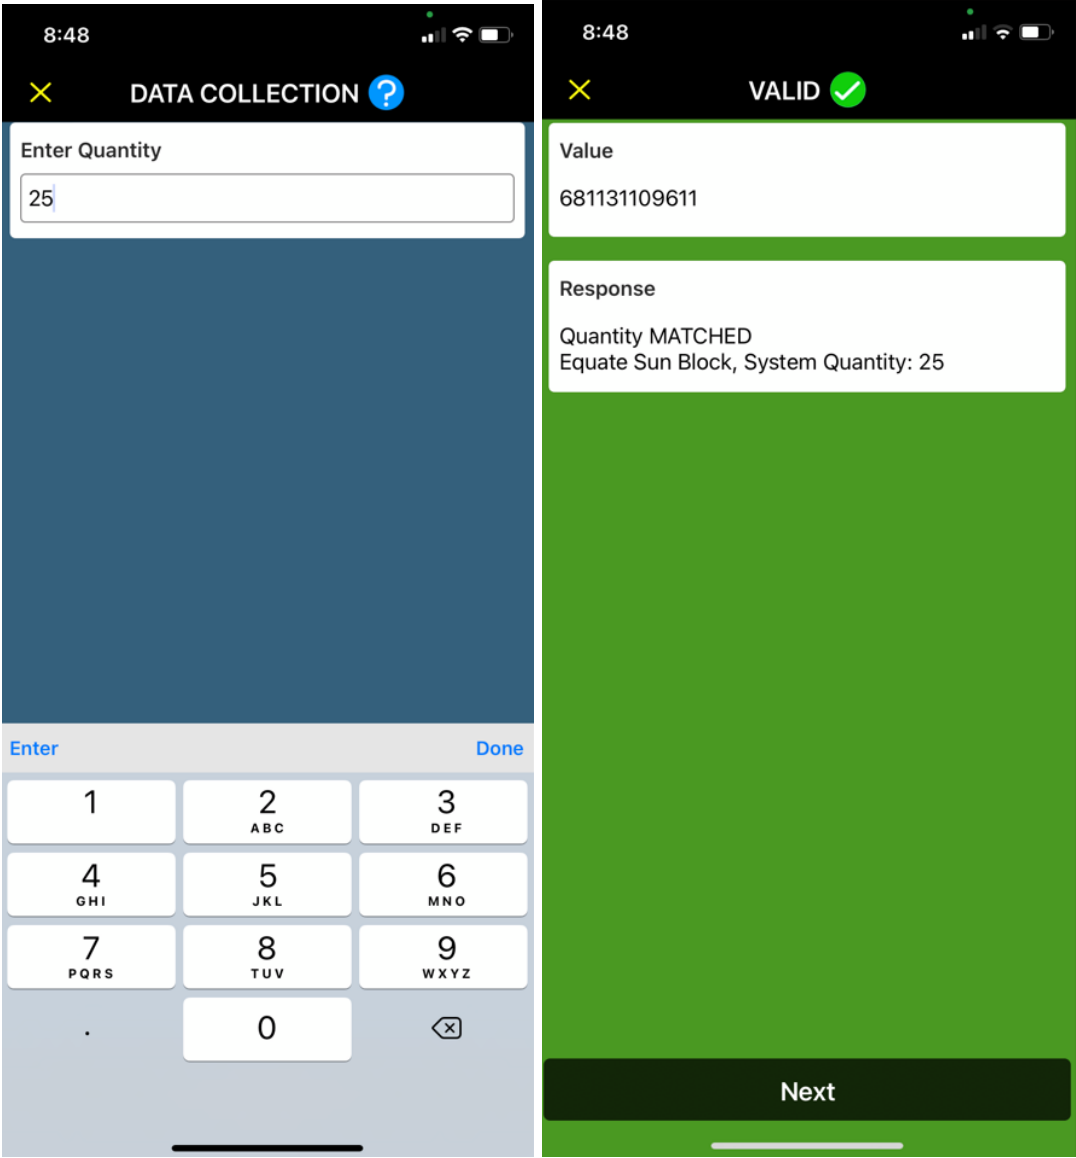 8:48
DATA COLLECTION ?
Enter Quantity
25
Enter Done
1
2
ABC
3
DEF
4
GHI
5
JKL
6
MNO
7
PQRS
8
TUV
9
WXYZ
.
0
8:48
VALID
Value
681131109611
Response
Quantity MATCHED
Equate Sun Block, System Quantity: 25
Next